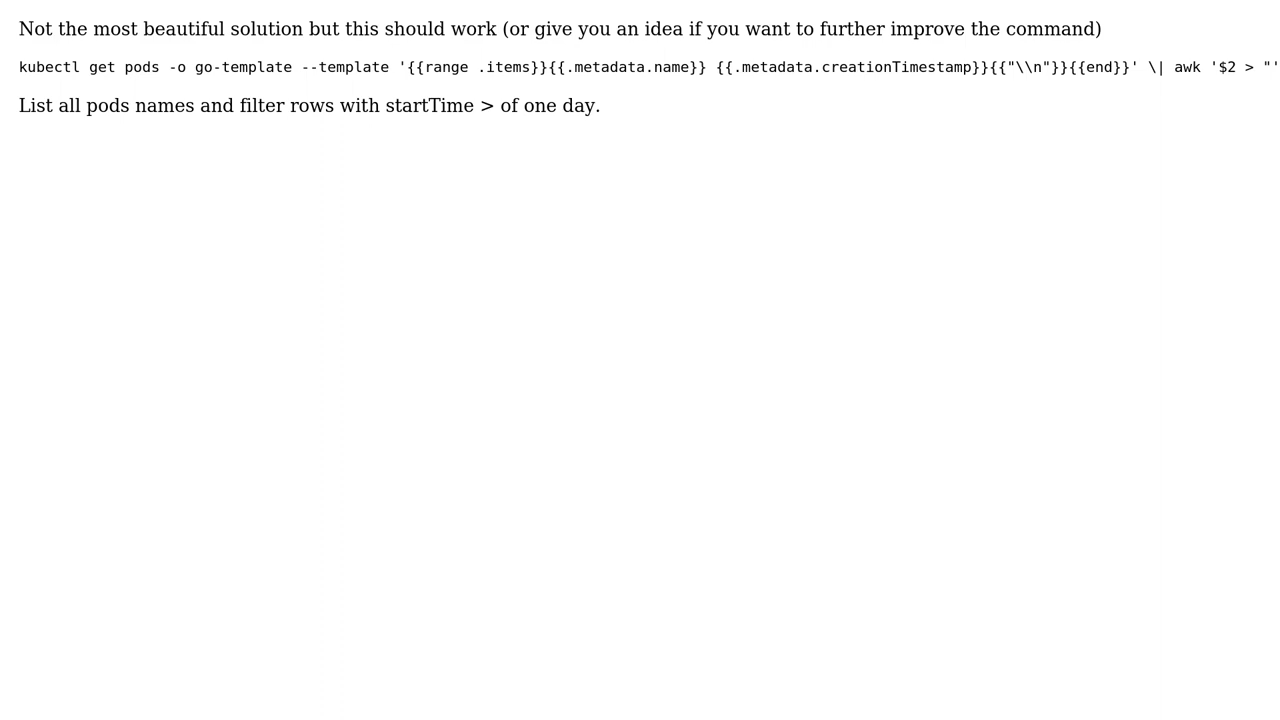 Not the most beautiful solution but this should work (or give you an idea if you want to further improve the command)
kubectl get pods -o go-template --template '{{range .items}}{{.metadata.name}} {{.metadata.creationTimestamp}}{{"\\n"}}{{end}}' \| awk '$2 > "'
List all pods names and filter rows with startTime > of one day.